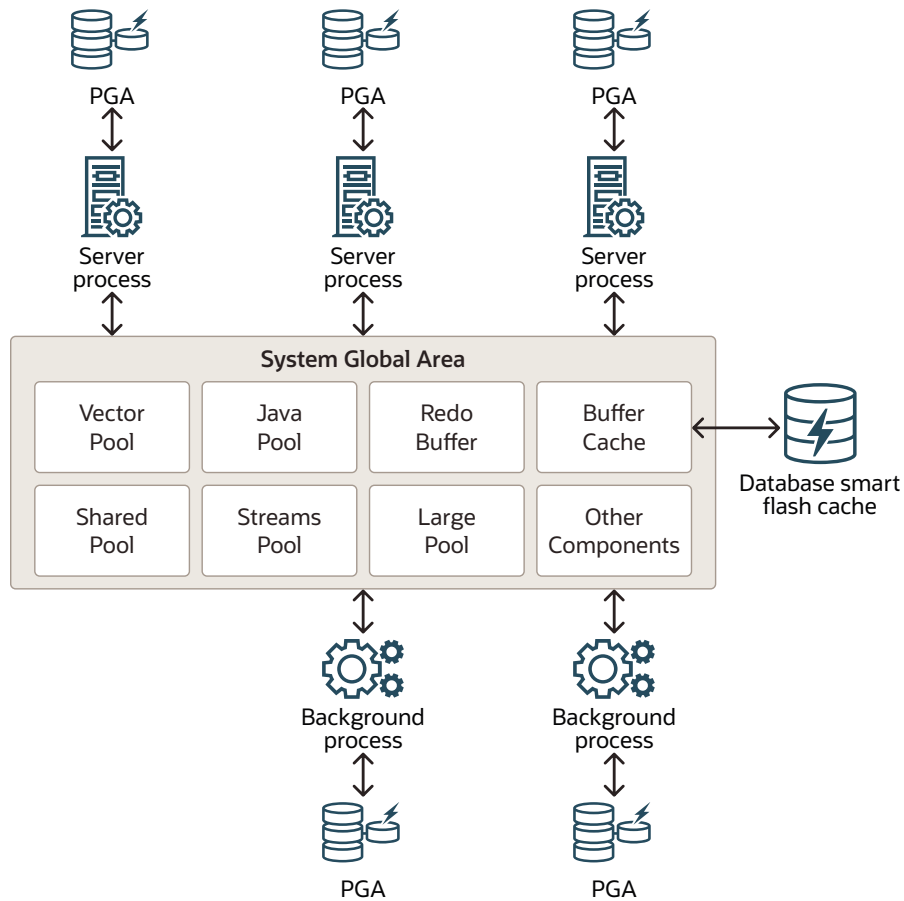 PGA
PGA
PGA
Server
process
Server
process
Server
process
System Global Area
Vector
Pool
Java
Pool
Redo
Buffer
Buffer
Cache
Database smart
flash cache
Shared
Pool
Streams
Pool
Large
Pool
Other
Components
Background
process
Background
process
PGA
PGA